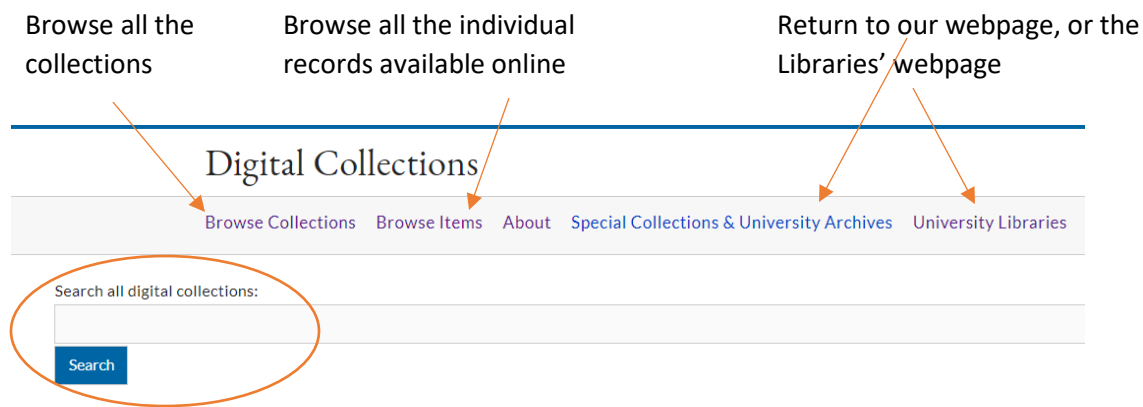 Browse all the
collections
Browse all the individual
records available online
Return to our webpage, or the
Libraries’ webpage
Digital Collections
Browse Collections Browse Items About Special Collections & University Archives University Libraries
Search all digital collections:
Search